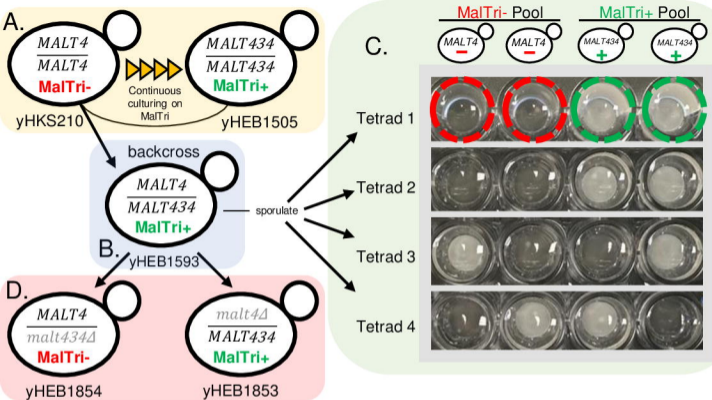 A.
MALT4
MALT4
MalTri-
yHKS210
Continuous
culturing on
MalTri
MALT434
MALT434
MalTri+
yHEB1505
backcross
MALT4
MALT434
MalTri+
B.
yHEB1593
sporulate
C.
MalTri- Pool
MalTri+ Pool
MALT4
–
MALT4
–
MALT434
+
MALT434
+
Tetrad 1
Tetrad 2
Tetrad 3
Tetrad 4
D.
MALT4
malt434Δ
MalTri-
yHEB1854
malt4Δ
MALT434
MalTri+
yHEB1853